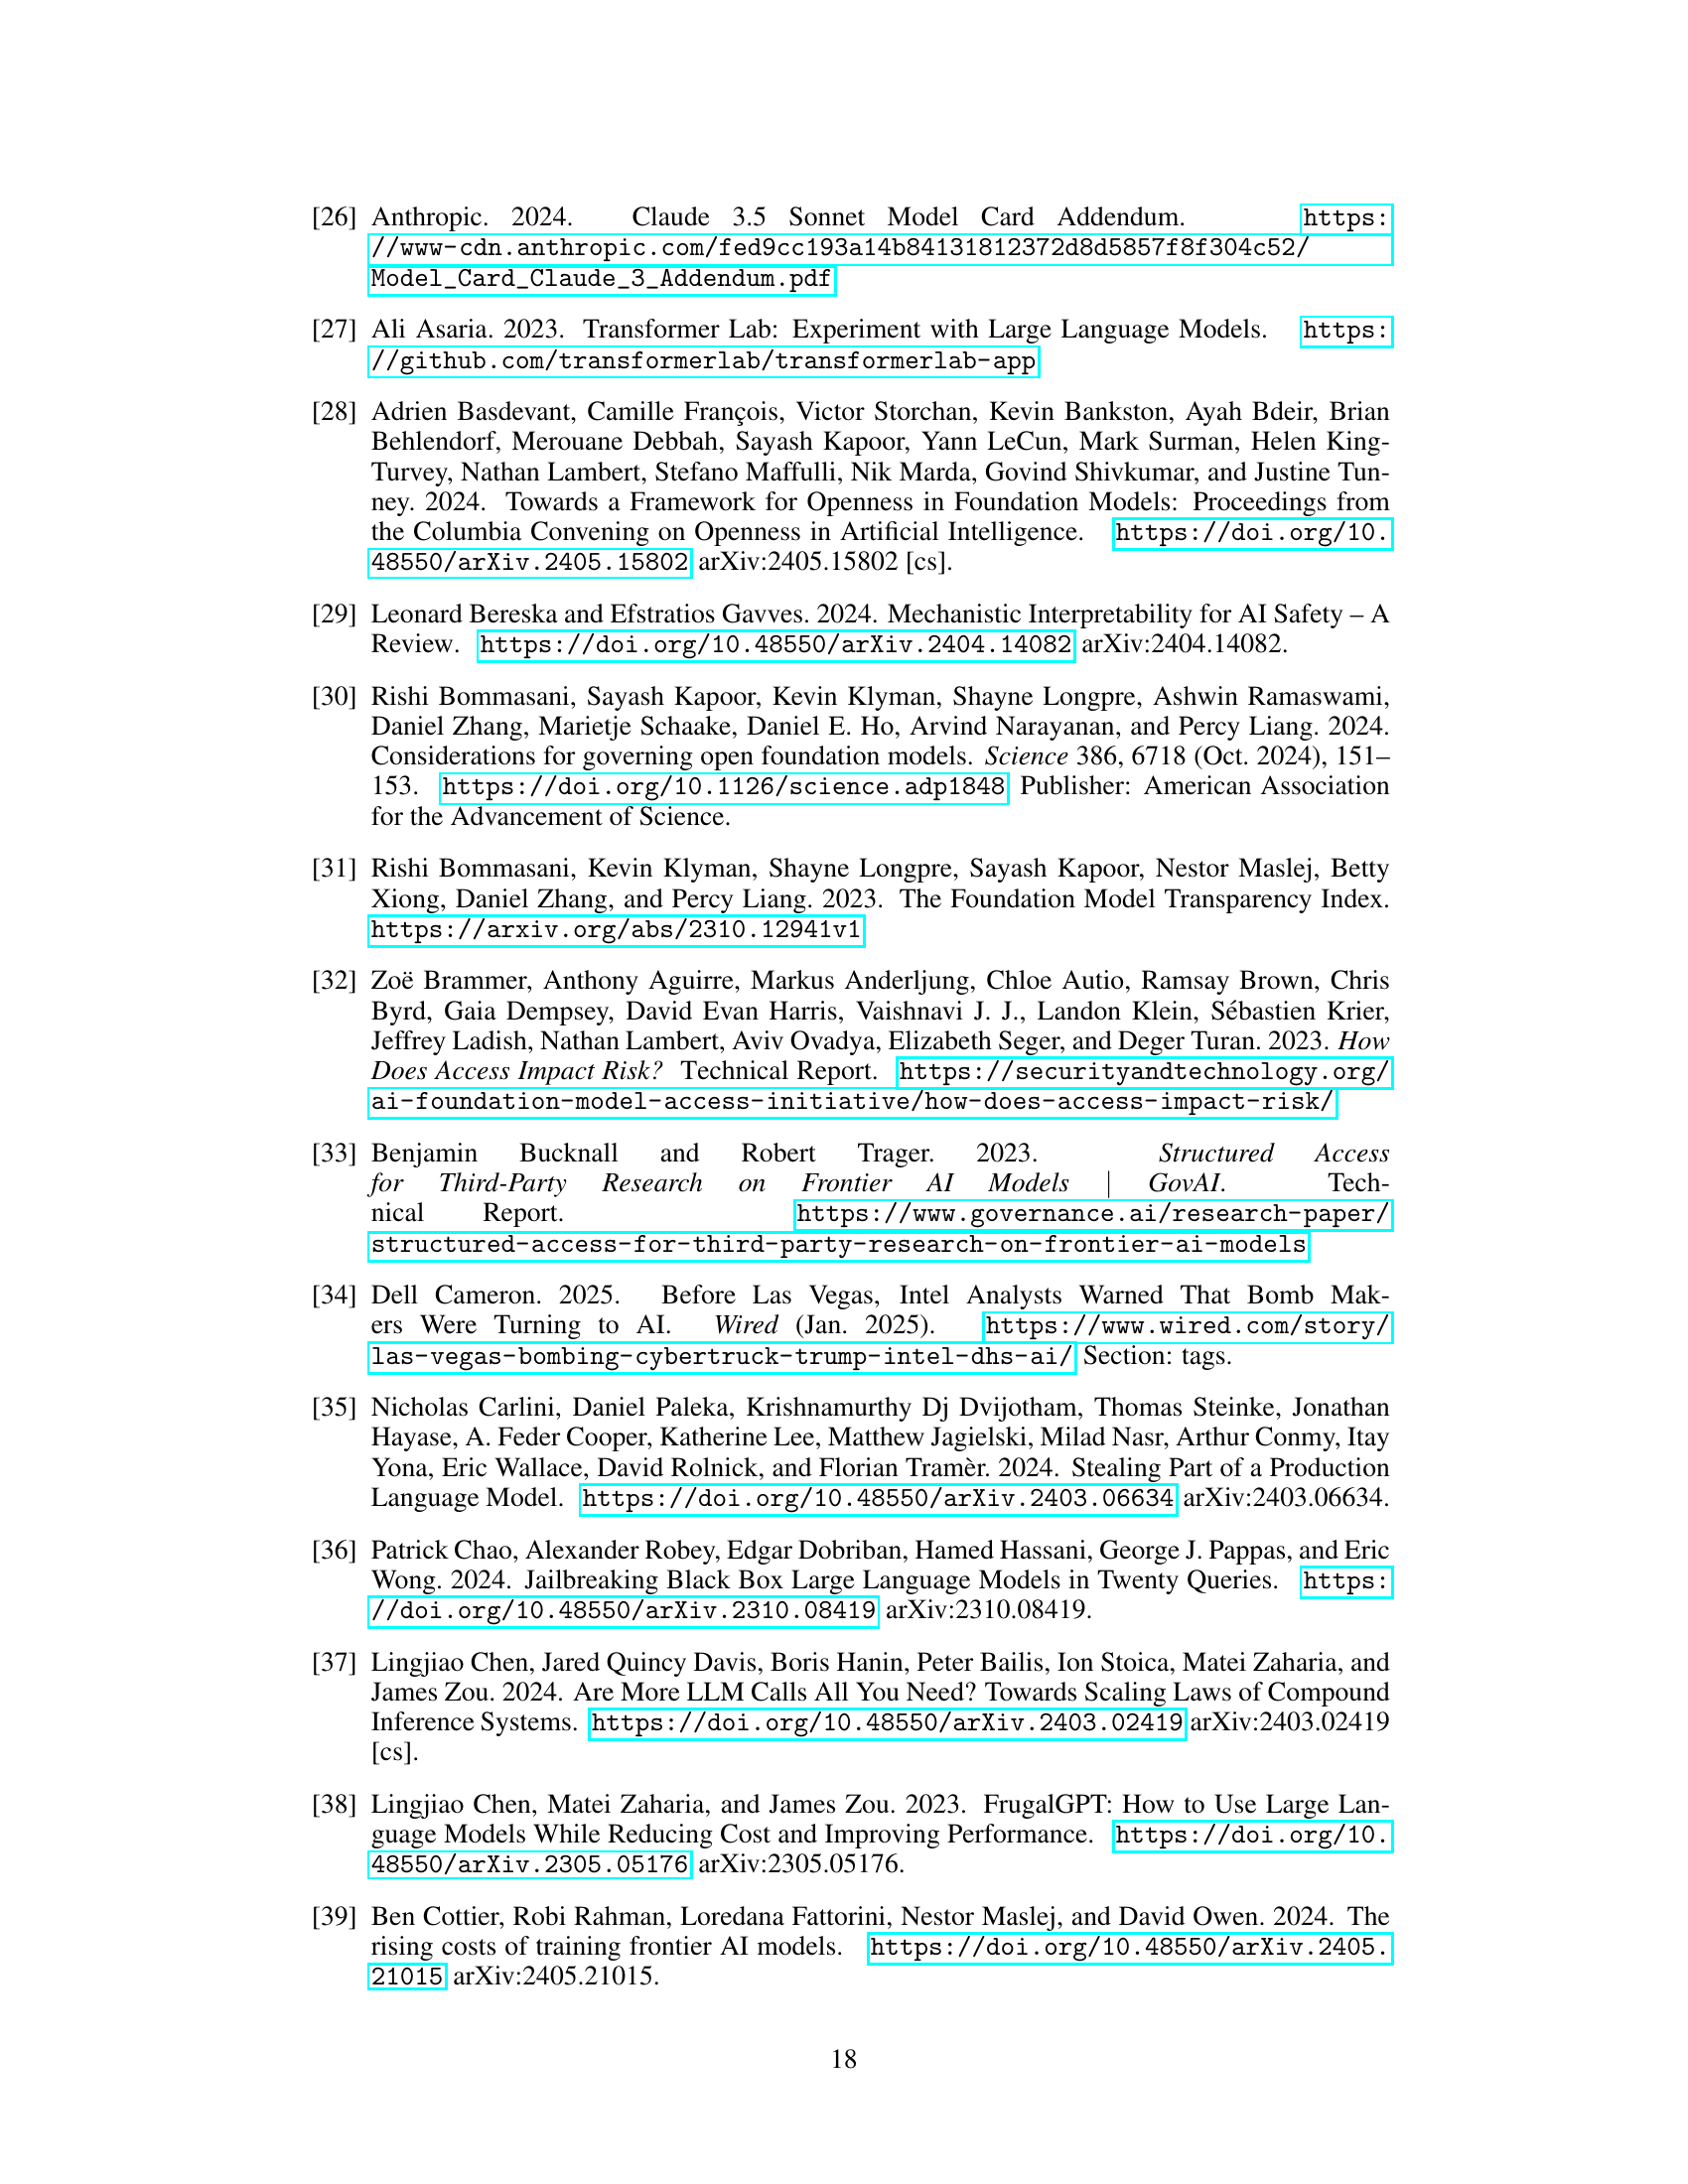 [26] Anthropic. 2024. Claude 3.5 Sonnet Model Card Addendum. https:
//www-cdn.anthropic.com/fed9cc193a14b84131812372d8d5857f8f304c52/
Model_Card_Claude_3_Addendum.pdf
[27] Ali Asaria. 2023. Transformer Lab: Experiment with Large Language Models. https:
//github.com/transformerlab/transformerlab-app
[28] Adrien Basdevant, Camille François, Victor Storchan, Kevin Bankston, Ayah Bdeir, Brian
Behlendorf, Merouane Debbah, Sayash Kapoor, Yann LeCun, Mark Surman, Helen King-
Turvey, Nathan Lambert, Stefano Maffulli, Nik Marda, Govind Shivkumar, and Justine Tun-
ney. 2024. Towards a Framework for Openness in Foundation Models: Proceedings from
the Columbia Convening on Openness in Artificial Intelligence. https://doi.org/10.
48550/arXiv.2405.15802 arXiv:2405.15802 [cs].
[29] Leonard Bereska and Efstratios Gavves. 2024. Mechanistic Interpretability for AI Safety – A
Review. https://doi.org/10.48550/arXiv.2404.14082 arXiv:2404.14082.
[30] Rishi Bommasani, Sayash Kapoor, Kevin Klyman, Shayne Longpre, Ashwin Ramaswami,
Daniel Zhang, Marietje Schaake, Daniel E. Ho, Arvind Narayanan, and Percy Liang. 2024.
Considerations for governing open foundation models. Science 386, 6718 (Oct. 2024), 151–
153. https://doi.org/10.1126/science.adp1848 Publisher: American Association
for the Advancement of Science.
[31] Rishi Bommasani, Kevin Klyman, Shayne Longpre, Sayash Kapoor, Nestor Maslej, Betty
Xiong, Daniel Zhang, and Percy Liang. 2023. The Foundation Model Transparency Index.
https://arxiv.org/abs/2310.12941v1
[32] Zoë Brammer, Anthony Aguirre, Markus Anderljung, Chloe Autio, Ramsay Brown, Chris
Byrd, Gaia Dempsey, David Evan Harris, Vaishnavi J. J., Landon Klein, Sébastien Krier,
Jeffrey Ladish, Nathan Lambert, Aviv Ovadya, Elizabeth Seger, and Deger Turan. 2023. How
Does Access Impact Risk? Technical Report. https://securityandtechnology.org/
ai-foundation-model-access-initiative/how-does-access-impact-risk/
[33] Benjamin Bucknall and Robert Trager. 2023. Structured Access
for Third-Party Research on Frontier AI Models | GovAI. Tech-
nical Report. https://www.governance.ai/research-paper/
structured-access-for-third-party-research-on-frontier-ai-models
[34] Dell Cameron. 2025. Before Las Vegas, Intel Analysts Warned That Bomb Mak-
ers Were Turning to AI. Wired (Jan. 2025). https://www.wired.com/story/
las-vegas-bombing-cybertruck-trump-intel-dhs-ai/ Section: tags.
[35] Nicholas Carlini, Daniel Paleka, Krishnamurthy Dj Dvijotham, Thomas Steinke, Jonathan
Hayase, A. Feder Cooper, Katherine Lee, Matthew Jagielski, Milad Nasr, Arthur Conmy, Itay
Yona, Eric Wallace, David Rolnick, and Florian Tramèr. 2024. Stealing Part of a Production
Language Model. https://doi.org/10.48550/arXiv.2403.06634 arXiv:2403.06634.
[36] Patrick Chao, Alexander Robey, Edgar Dobriban, Hamed Hassani, George J. Pappas, and Eric
Wong. 2024. Jailbreaking Black Box Large Language Models in Twenty Queries. https:
//doi.org/10.48550/arXiv.2310.08419 arXiv:2310.08419.
[37] Lingjiao Chen, Jared Quincy Davis, Boris Hanin, Peter Bailis, Ion Stoica, Matei Zaharia, and
James Zou. 2024. Are More LLM Calls All You Need? Towards Scaling Laws of Compound
Inference Systems. https://doi.org/10.48550/arXiv.2403.02419 arXiv:2403.02419
[cs].
[38] Lingjiao Chen, Matei Zaharia, and James Zou. 2023. FrugalGPT: How to Use Large Lan-
guage Models While Reducing Cost and Improving Performance. https://doi.org/10.
48550/arXiv.2305.05176 arXiv:2305.05176.
[39] Ben Cottier, Robi Rahman, Loredana Fattorini, Nestor Maslej, and David Owen. 2024. The
rising costs of training frontier AI models. https://doi.org/10.48550/arXiv.2405.
21015 arXiv:2405.21015.
18